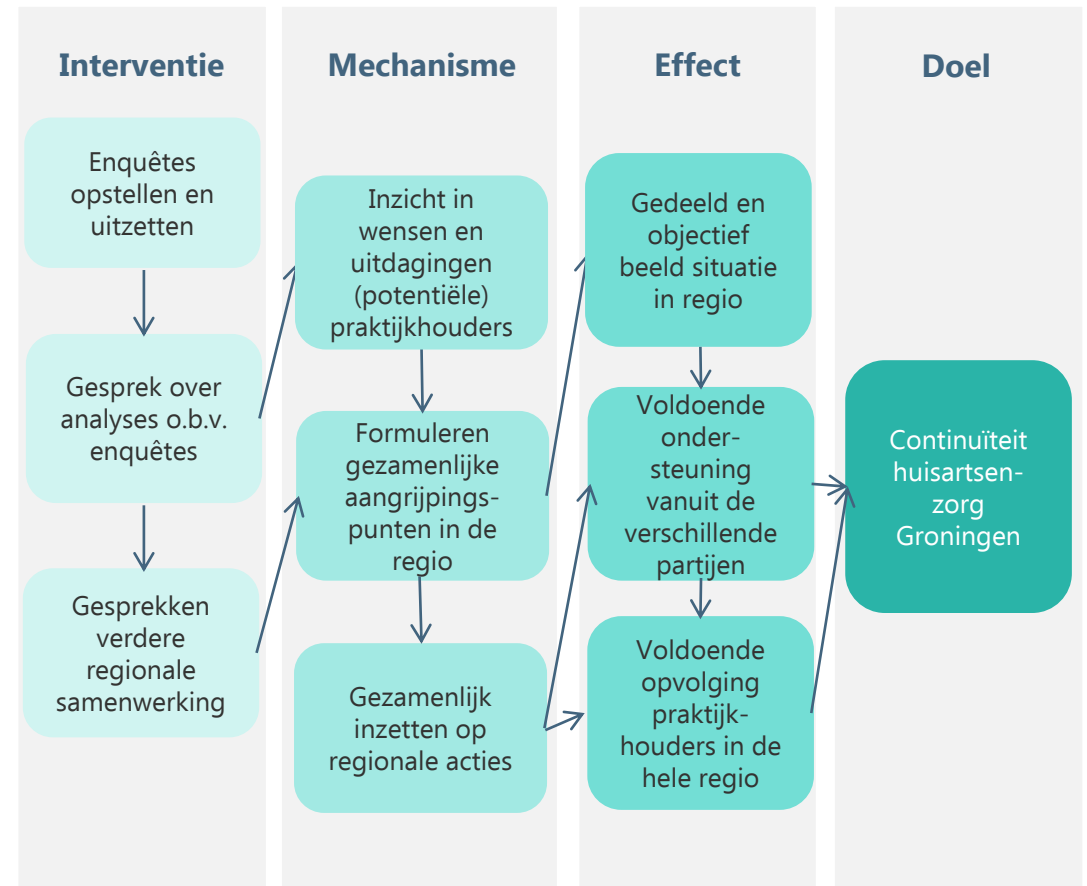 Interventie
Enquêtes
opstellen en
uitzetten
Gesprek over
analyses o.b.v.
enquêtes
Gesprekken
verdere
regionale
samenwerking
Mechanisme
Inzicht in
wensen en
uitdagingen
(potentiële)
praktijkhouders
Formuleren
gezamenlijke
aangrijpings-
punten in de
regio
Gezamenlijk
inzetten op
regionale acties
Effect
Gedeeld en
objectief
beeld situatie
in regio
Voldoende
onder-
steuning
vanuit de
verschillende
partijen
Voldoende
opvolging
praktijk-
houders in de
hele regio
Doel
Continuïteit
huisartsen-
zorg
Groningen